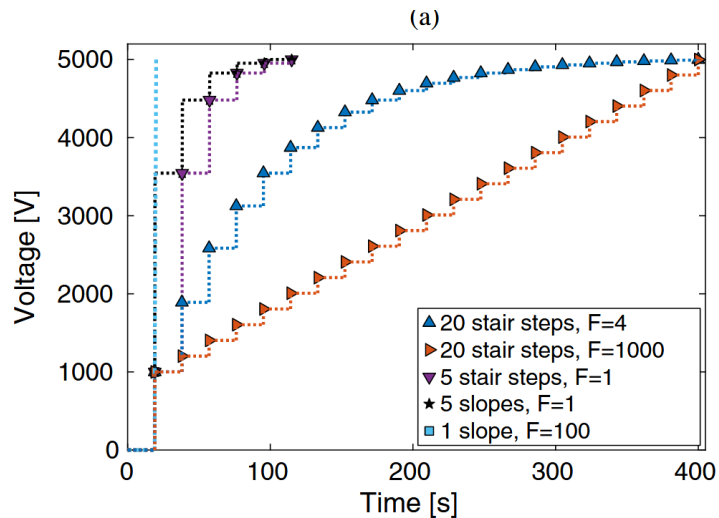 (a)
5000
4000
3000
2000
1000
0
Voltage [V]
20 stair steps, F=4
20 stair steps, F=1000
5 stair steps, F=1
5 slopes, F=1
1 slope, F=100
0 100 200 300 400
Time [s]